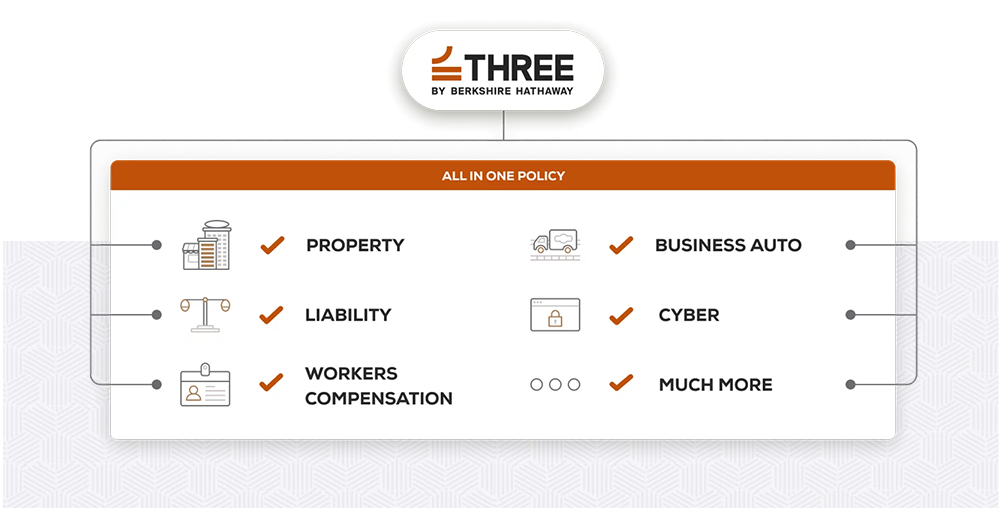 THREE
BY BERKSHIRE HATHAWAY
ALL IN ONE POLICY
PROPERTY
BUSINESS AUTO
LIABILITY
CYBER
WORKERS
COMPENSATION
MUCH MORE